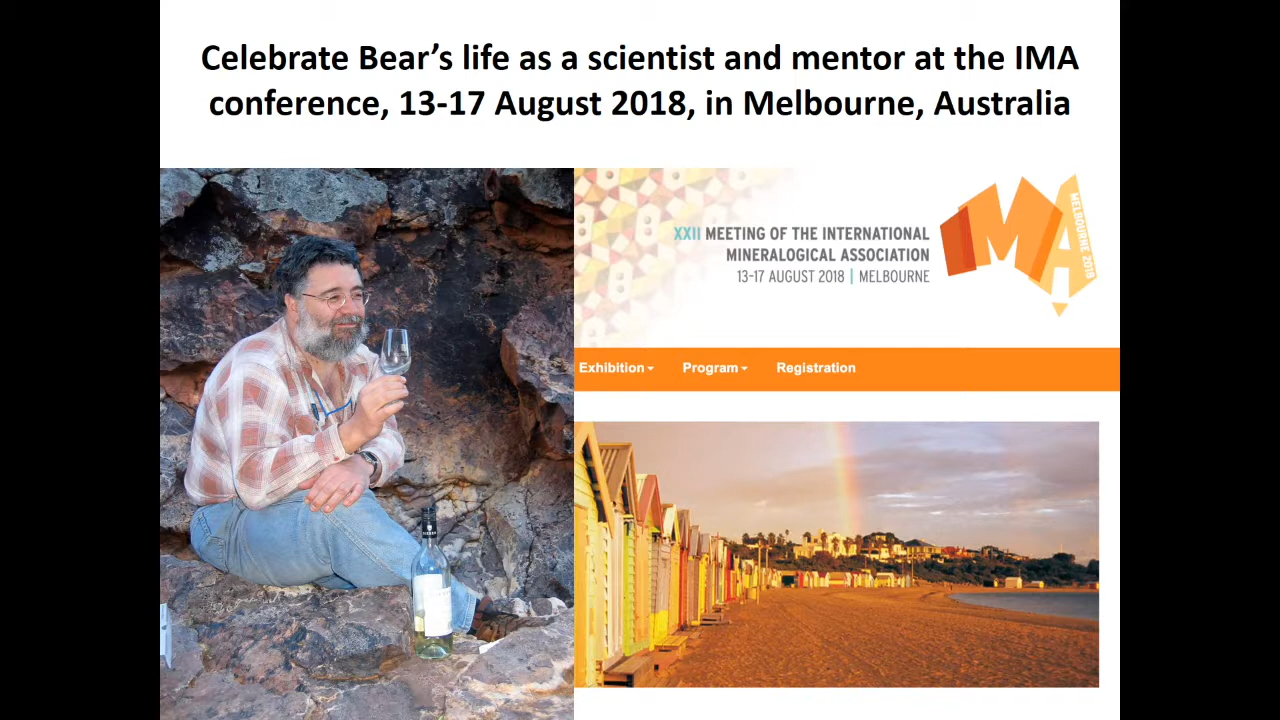 Celebrate Bear’s life as a scientist and mentor at the IMA
conference, 13-17 August 2018, in Melbourne, Australia
XXII MEETING OF THE INTERNATIONAL
MINERALOGICAL ASSOCIATION
13-17 AUGUST 2018 | MELBOURNE
IMA
MELBOURNE 2018
Exhibition Program Registration